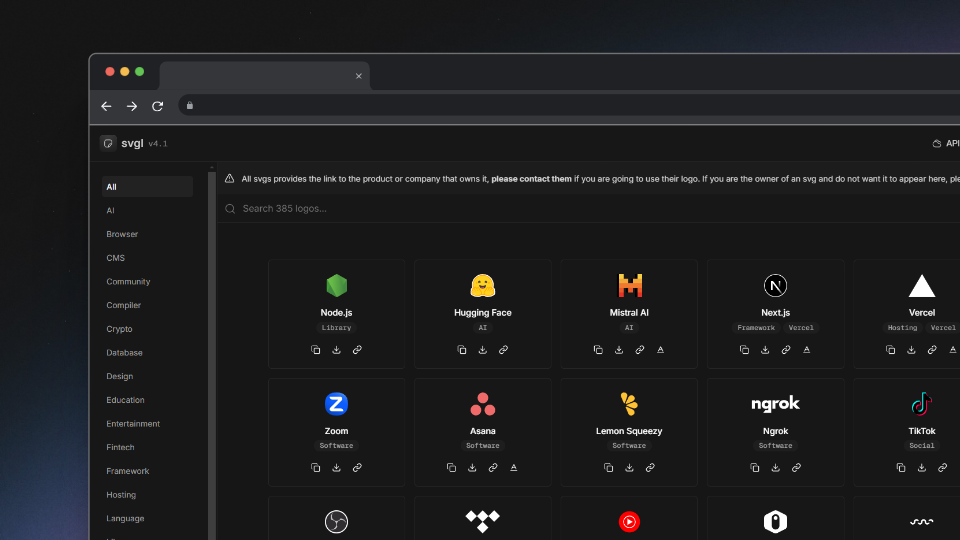 svgl v4.1
API
All svgs provides the link to the product or company that owns it, please contact them if you are going to use their logo. If you are the owner of an svg and do not want it to appear here,
Search 385 logos...
All
AI
Browser
CMS
Community
Compiler
Crypto
Database
Design
Education
Entertainment
Fintech
Framework
Hosting
Language
Node.js
Library
Hugging Face
AI
Mistral AI
AI
Next.js
Framework Vercel
Vercel
Hosting Vercel
Zoom
Software
Asana
Software
Lemon Squeezy
Software
ngrok
Ngrok
Software
TikTok
Social